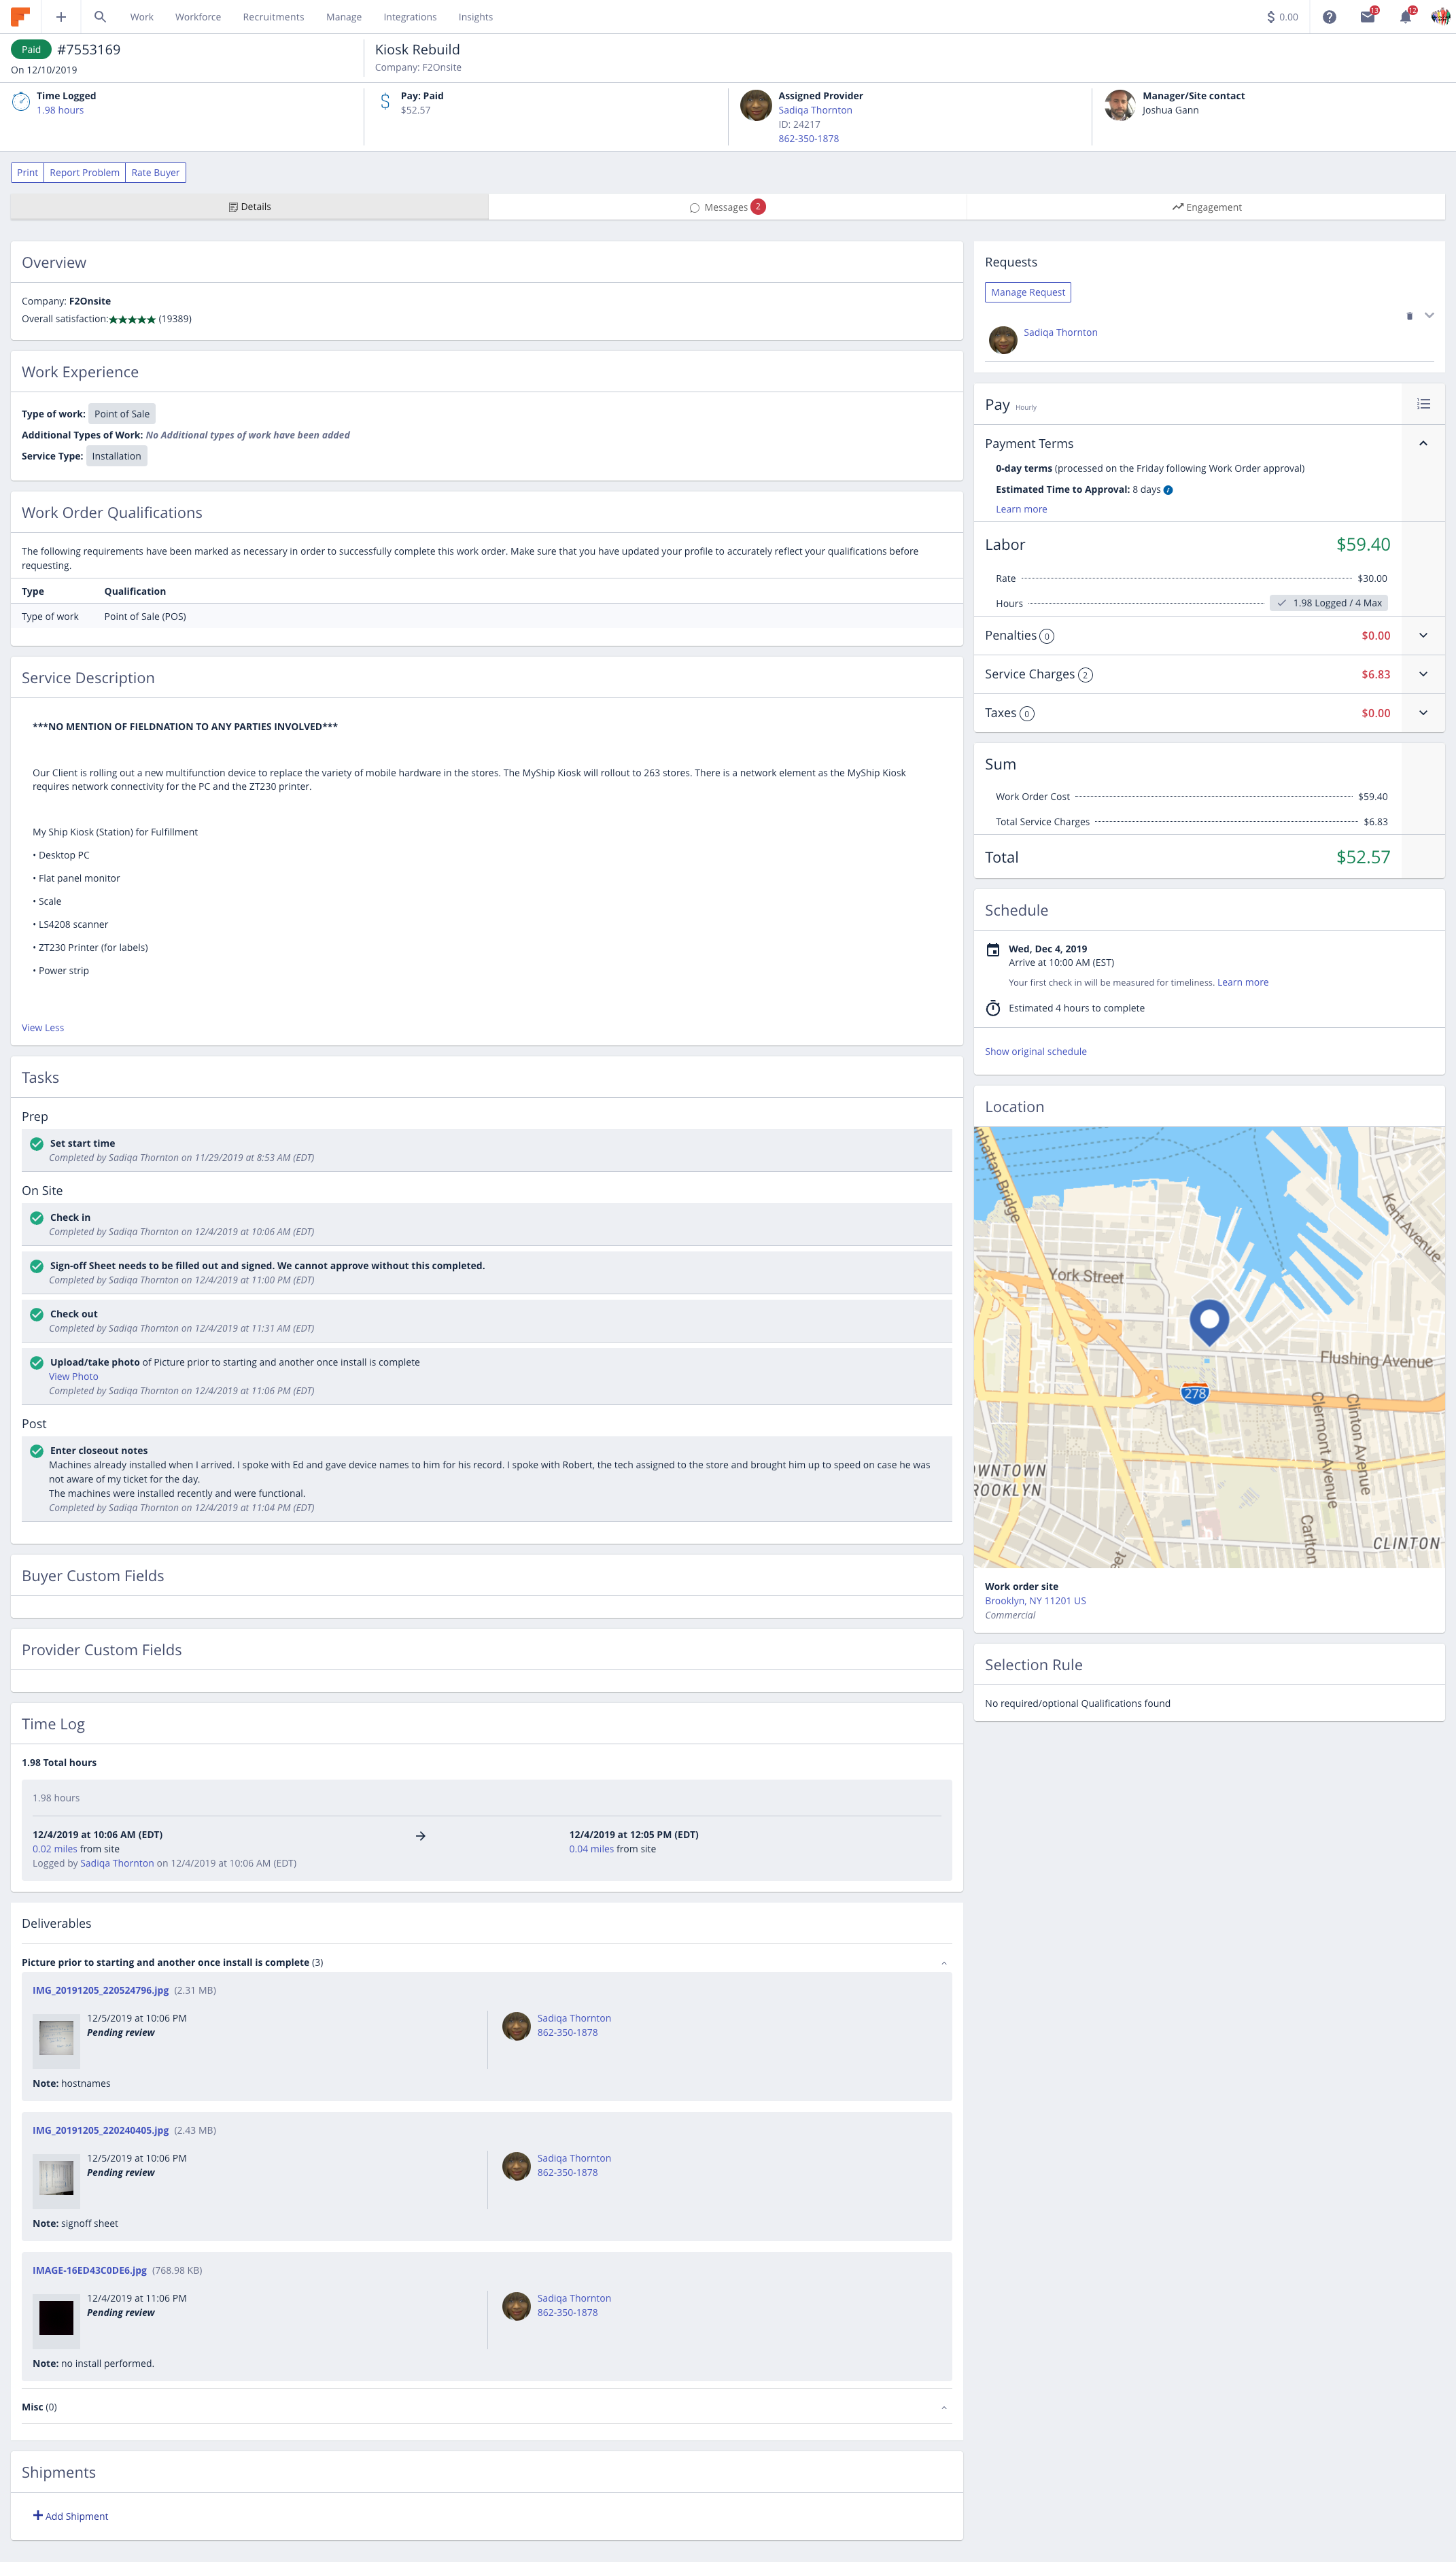 Work Workforce Recruitments Manage Integrations Insights
$ 0.00
13
12
Paid #7553169
On 12/10/2019
Kiosk Rebuild
Company: F2Onsite
Time Logged
1.98 hours
Pay: Paid
$52.57
Assigned Provider
Sadiqa Thornton
ID: 24217
862-350-1878
Manager/Site contact
Joshua Gann
Print Report Problem Rate Buyer
Details
Messages 2
Engagement
Overview
Company: F2Onsite
Overall satisfaction:★★★★★ (19389)
Work Experience
Type of work: Point of Sale
Additional Types of Work: No Additional types of work have been added
Service Type: Installation
Work Order Qualifications
The following requirements have been marked as necessary in order to successfully complete this work order. Make sure that you have updated your profile to accurately reflect your qualifications before
requesting.
Type Qualification
Type of work Point of Sale (POS)
Service Description
***NO MENTION OF FIELDNATION TO ANY PARTIES INVOLVED***
Our Client is rolling out a new multifunction device to replace the variety of mobile hardware in the stores. The MyShip Kiosk will rollout to 263 stores. There is a network element as the MyShip Kiosk
requires network connectivity for the PC and the ZT230 printer.
My Ship Kiosk (Station) for Fulfillment
• Desktop PC
• Flat panel monitor
• Scale
• LS4208 scanner
• ZT230 Printer (for labels)
• Power strip
View Less
Tasks
Prep
Set start time
Completed by Sadiqa Thornton on 11/29/2019 at 8:53 AM (EDT)
On Site
Check in
Completed by Sadiqa Thornton on 12/4/2019 at 10:06 AM (EDT)
Sign-off Sheet needs to be filled out and signed. We cannot approve without this completed.
Completed by Sadiqa Thornton on 12/4/2019 at 11:00 PM (EDT)
Check out
Completed by Sadiqa Thornton on 12/4/2019 at 11:31 AM (EDT)
Upload/take photo of Picture prior to starting and another once install is complete
View Photo
Completed by Sadiqa Thornton on 12/4/2019 at 11:06 PM (EDT)
Post
Enter closeout notes
Machines already installed when I arrived. I spoke with Ed and gave device names to him for his record. I spoke with Robert, the tech assigned to the store and brought him up to speed on case he was
not aware of my ticket for the day.
The machines were installed recently and were functional.
Completed by Sadiqa Thornton on 12/4/2019 at 11:04 PM (EDT)
Buyer Custom Fields
Provider Custom Fields
Time Log
1.98 Total hours
1.98 hours
12/4/2019 at 10:06 AM (EDT)
0.02 miles from site
Logged by Sadiqa Thornton on 12/4/2019 at 10:06 AM (EDT)
12/4/2019 at 12:05 PM (EDT)
0.04 miles from site
Deliverables
Picture prior to starting and another once install is complete (3)
IMG_20191205_220524796.jpg (2.31 MB)
12/5/2019 at 10:06 PM
Pending review
Sadiqa Thornton
862-350-1878
Note: hostnames
IMG_20191205_220240405.jpg (2.43 MB)
12/5/2019 at 10:06 PM
Pending review
Sadiqa Thornton
862-350-1878
Note: signoff sheet
IMAGE-16ED43C0DE6.jpg (768.98 KB)
12/4/2019 at 11:06 PM
Pending review
Sadiqa Thornton
862-350-1878
Note: no install performed.
Misc (0)
Shipments
Add Shipment
Requests
Manage Request
Sadiqa Thornton
Pay Hourly
Payment Terms
0-day terms (processed on the Friday following Work Order approval)
Estimated Time to Approval: 8 days
Learn more
Labor $59.40
Rate $30.00
Hours 1.98 Logged / 4 Max
Penalties 0 $0.00
Service Charges 2 $6.83
Taxes 0 $0.00
Sum
Work Order Cost $59.40
Total Service Charges $6.83
Total $52.57
Schedule
Wed, Dec 4, 2019
Arrive at 10:00 AM (EST)
Your first check in will be measured for timeliness. Learn more
Estimated 4 hours to complete
Show original schedule
Location
nhattan Bridge
Kent Avenue
York Street
Flushing Avenue
278
Clermont Avenue
Clinton Avenue
OWNTOWN
ROOKLYN
Carlton
CLINTON
eet
Work order site
Brooklyn, NY 11201 US
Commercial
Selection Rule
No required/optional Qualifications found